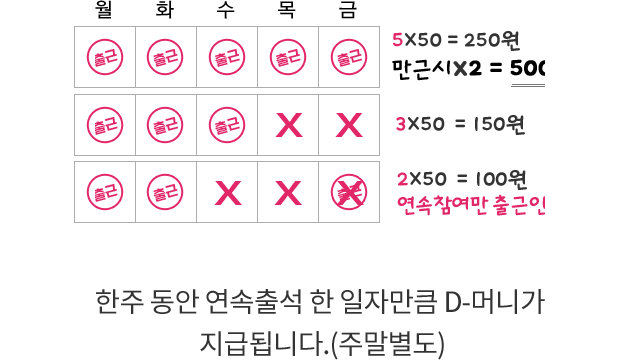 월 화 수 목 금
출근 출근 출근 출근 출근 5X50 = 250원
만근시X2 = 500
출근 출근 출근 X X 3X50 = 150원
출근 출근 X X 출근 X 2X50 = 100원
연속참여만 출근인
한주 동안 연속출석 한 일자만큼 D-머니가
지급됩니다.(주말별도)